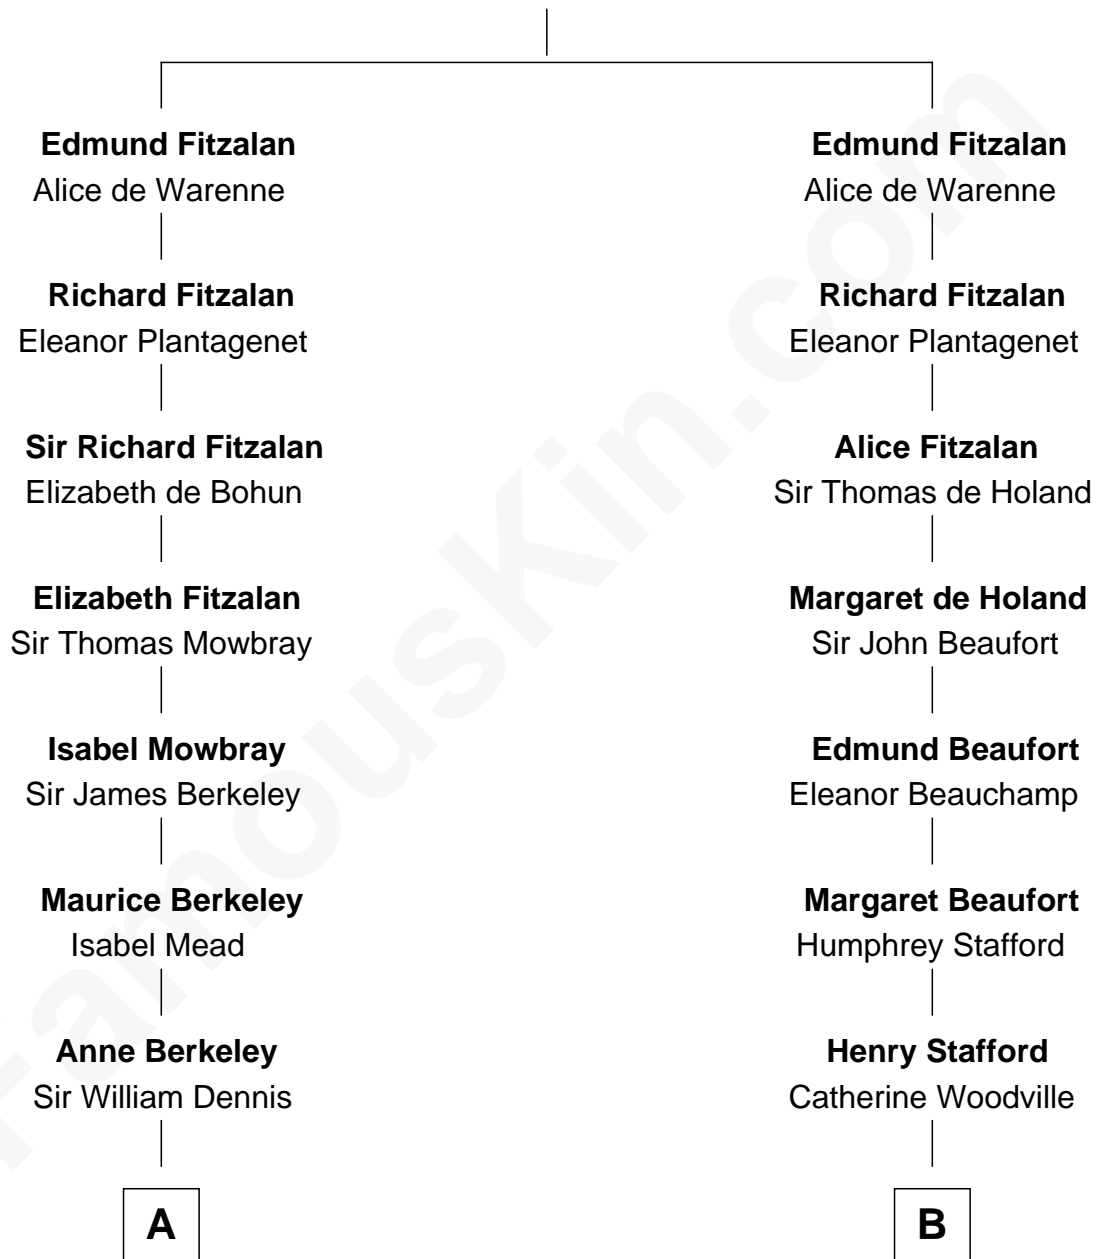 Edmund Fitzalan
Alice de Warenne
Richard Fitzalan
Eleanor Plantagenet
Sir Richard Fitzalan
Elizabeth de Bohun
Elizabeth Fitzalan
Sir Thomas Mowbray
Isabel Mowbray
Sir James Berkeley
Maurice Berkeley
Isabel Mead
Anne Berkeley
Sir William Dennis
A
Edmund Fitzalan
Alice de Warenne
Richard Fitzalan
Eleanor Plantagenet
Alice Fitzalan
Sir Thomas de Holand
Margaret de Holand
Sir John Beaufort
Edmund Beaufort
Eleanor Beauchamp
Margaret Beaufort
Humphrey Stafford
Henry Stafford
Catherine Woodville
B
FamousKin.com